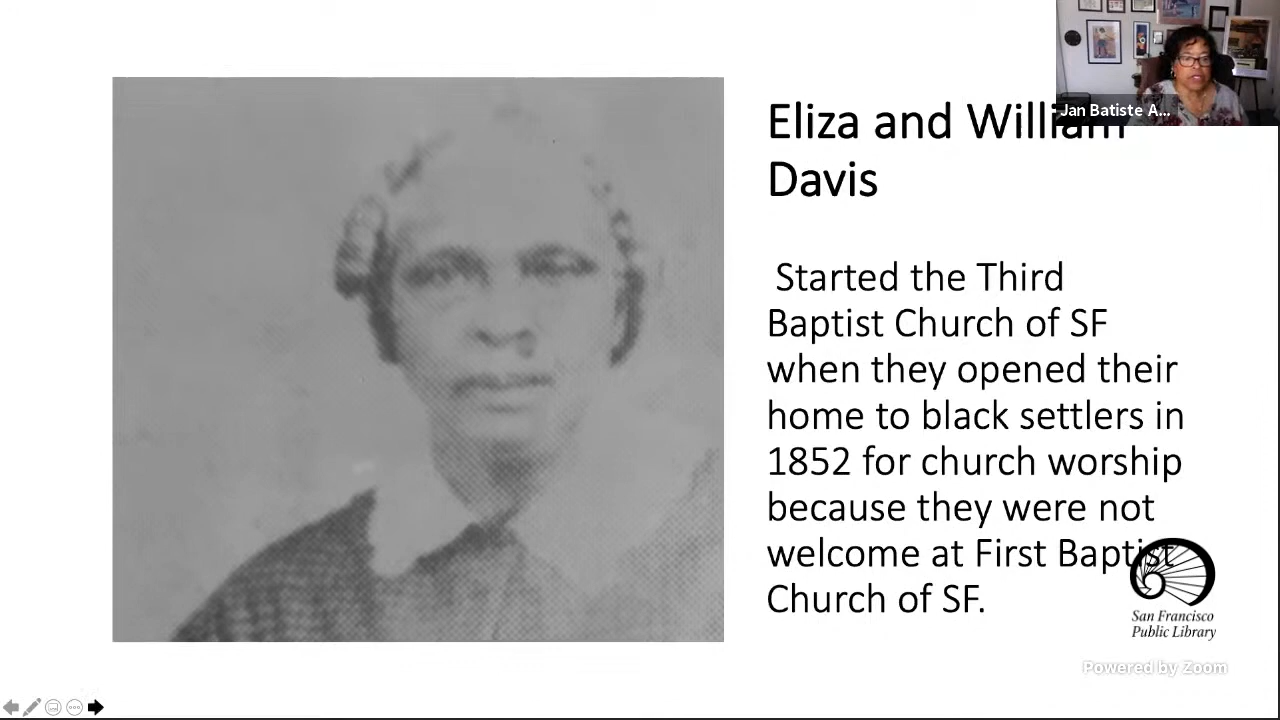 Jan Batiste A...
Eliza and William
Davis
Started the Third
Baptist Church of SF
when they opened their
home to black settlers in
1852 for church worship
because they were not
welcome at First Baptist
Church of SF.
San Francisco
Public Library
Powered by Zoom